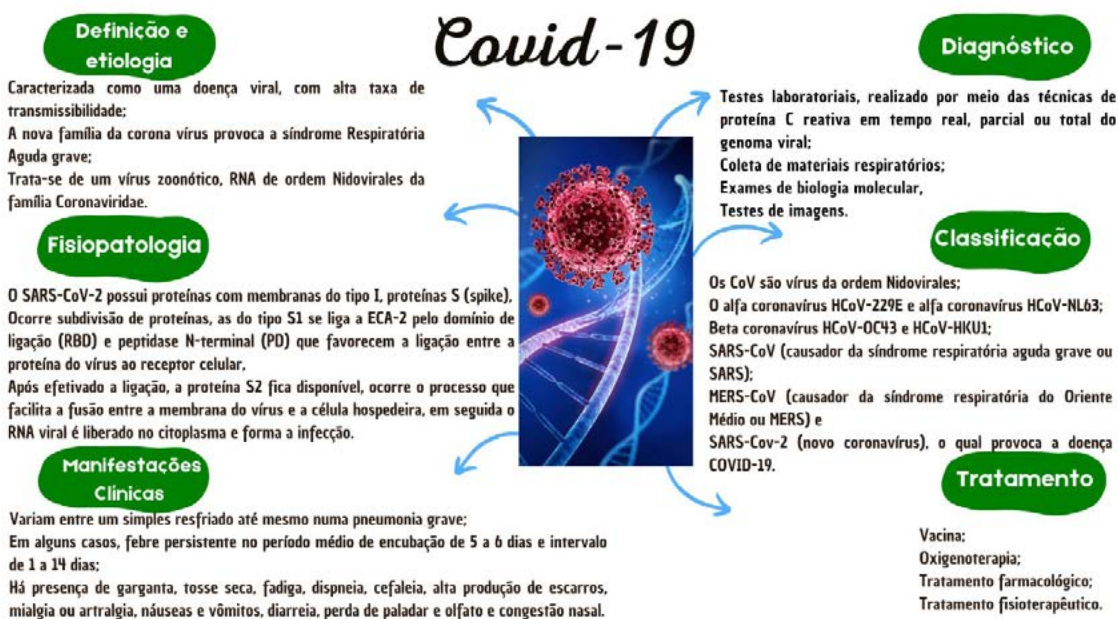 Covid-19
Definição e
etiologia
Caracterizada como uma doença viral, com alta taxa de
transmissibilidade;
A nova família da corona vírus provoca a síndrome Respiratória
Aguda grave;
Trata-se de um vírus zoonótico, RNA de ordem Nidovirales da
família Coronaviridae.
Fisiopatologia
O SARS-CoV-2 possui proteínas com membranas do tipo I, proteínas S (spike),
Ocorre subdivisão de proteínas, as do tipo S1 se liga a ECA-2 pelo domínio de
ligação (RBD) e peptidase N-terminal (PD) que favorecem a ligação entre a
proteína do vírus ao receptor celular,
Após efetivado a ligação, a proteína S2 fica disponível, ocorre o processo que
facilita a fusão entre a membrana do vírus e a célula hospedeira, em seguida o
RNA viral é liberado no citoplasma e forma a infecção.
Manifestações
Clínicas
Variam entre um simples resfriado até mesmo numa pneumonia grave;
Em alguns casos, febre persistente no período médio de encubação de 5 a 6 dias e intervalo
de 1 a 14 dias;
Há presença de garganta, tosse seca, fadiga, dispneia, cefaleia, alta produção de escarros,
mialgia ou artralgia, náuseas e vômitos, diarreia, perda de paladar e olfato e congestão nasal.
Diagnóstico
Testes laboratoriais, realizado por meio das técnicas de
proteína C reativa em tempo real, parcial ou total do
genoma viral;
Coleta de materiais respiratórios;
Exames de biologia molecular,
Testes de imagens.
Classificação
Os CoV são vírus da ordem Nidovirales;
O alfa coronavírus HCoV-229E e alfa coronavírus HCoV-NL63;
Beta coronavírus HCoV-OC43 e HCoV-HKU1;
SARS-CoV (causador da síndrome respiratória aguda grave ou
SARS);
MERS-CoV (causador da síndrome respiratória do Oriente
Médio ou MERS) e
SARS-Cov-2 (novo coronavírus), o qual provoca a doença
COVID-19.
Tratamento
Vacina;
Oxigenoterapia;
Tratamento farmacológico;
Tratamento fisioterapêutico.